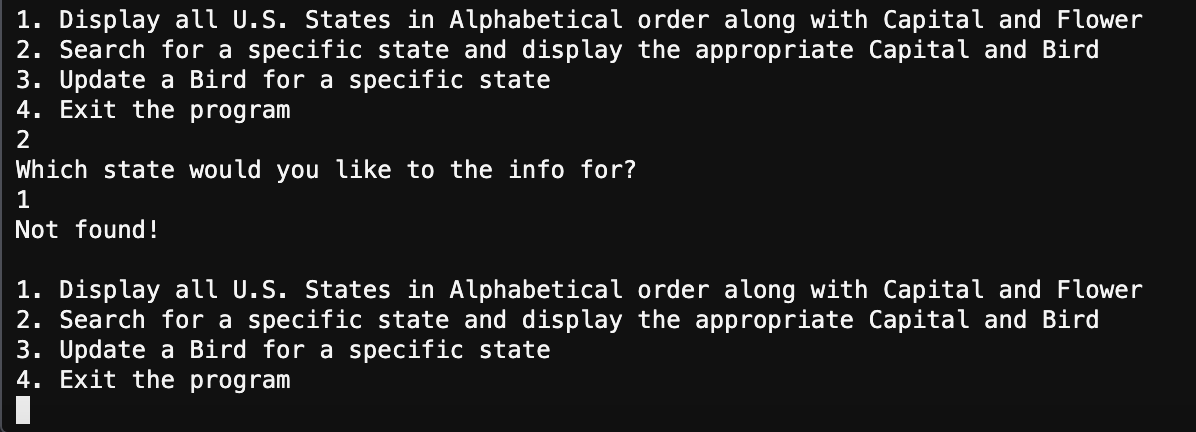 1. Display all U.S. States in Alphabetical order along with Capital and Flower
2. Search for a specific state and display the appropriate Capital and Bird
3. Update a Bird for a specific state
4. Exit the program
2
Which state would you like to the info for?
1
Not found!
1. Display all U.S. States in Alphabetical order along with Capital and Flower
2. Search for a specific state and display the appropriate Capital and Bird
3. Update a Bird for a specific state
4. Exit the program